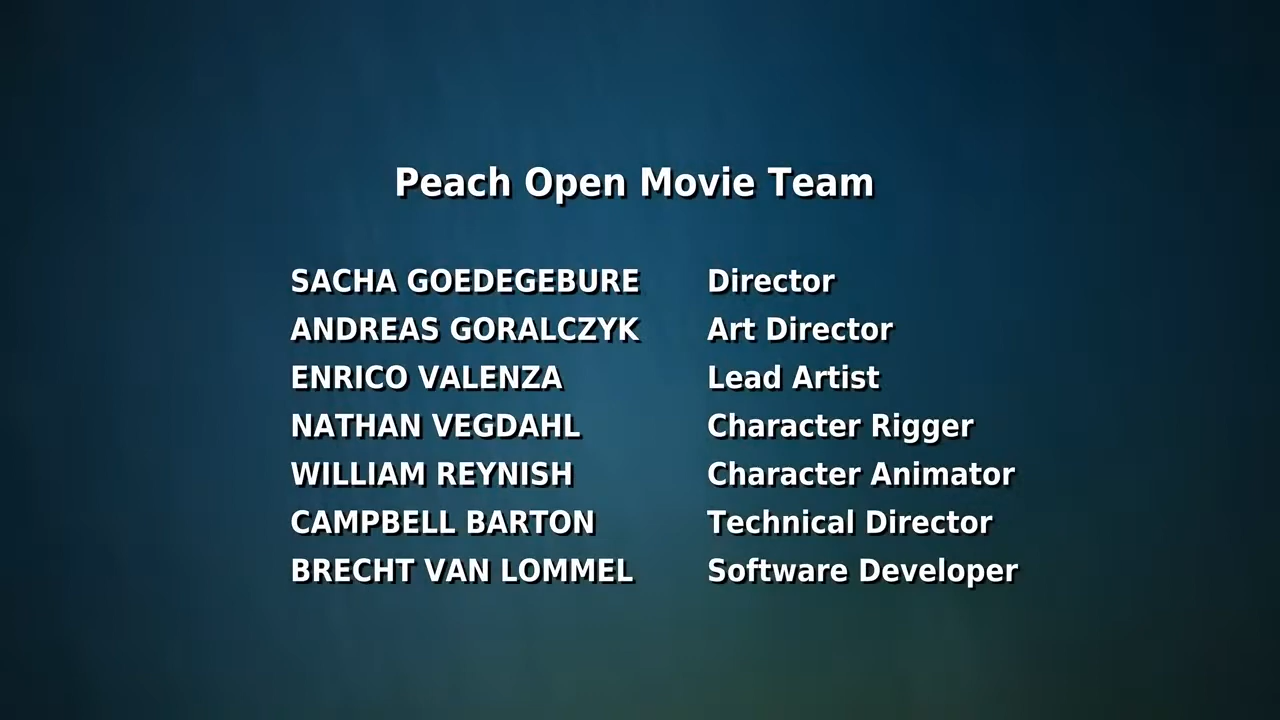 Peach Open Movie Team
SACHA GOEDEGEBURE Director
ANDREAS GORALCZYK Art Director
ENRICO VALENZA Lead Artist
NATHAN VEGDAHL Character Rigger
WILLIAM REYNISH Character Animator
CAMPBELL BARTON Technical Director
BRECHT VAN LOMMEL Software Developer